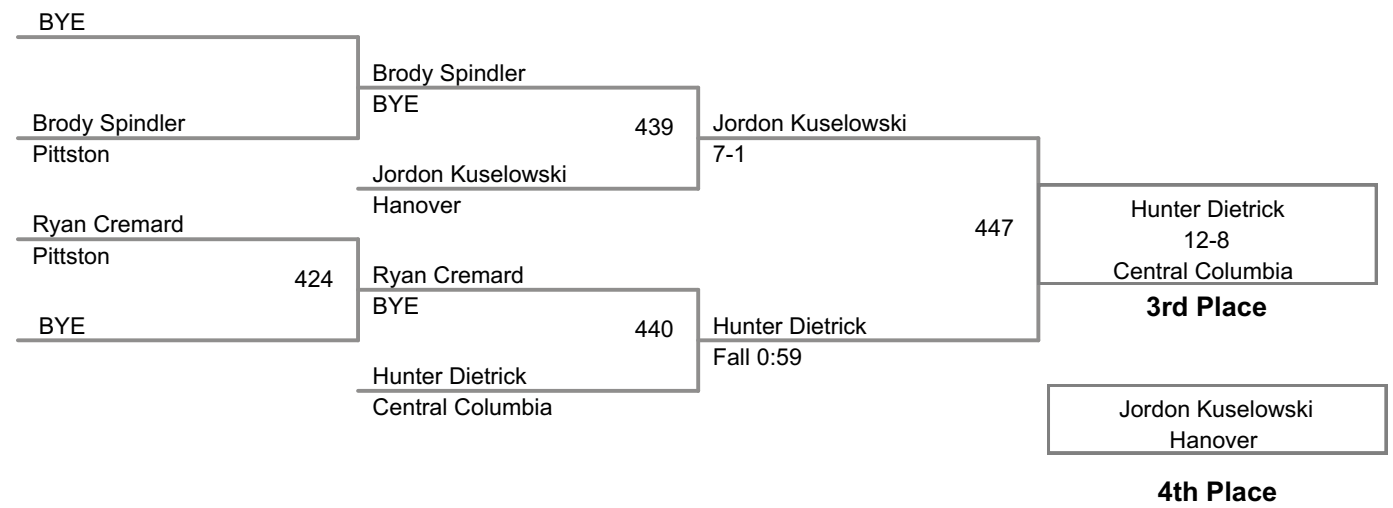 BYE
Brody Spindler
Pittston
Ryan Cremard
Pittston
424
BYE
Brody Spindler
BYE
439
Jordon Kuselowski
Hanover
Ryan Cremard
BYE
440
Hunter Dietrick
Central Columbia
Jordon Kuselowski
7-1
447
Hunter Dietrick
Fall 0:59
Hunter Dietrick
12-8
Central Columbia
3rd Place
Jordon Kuselowski
Hanover
4th Place